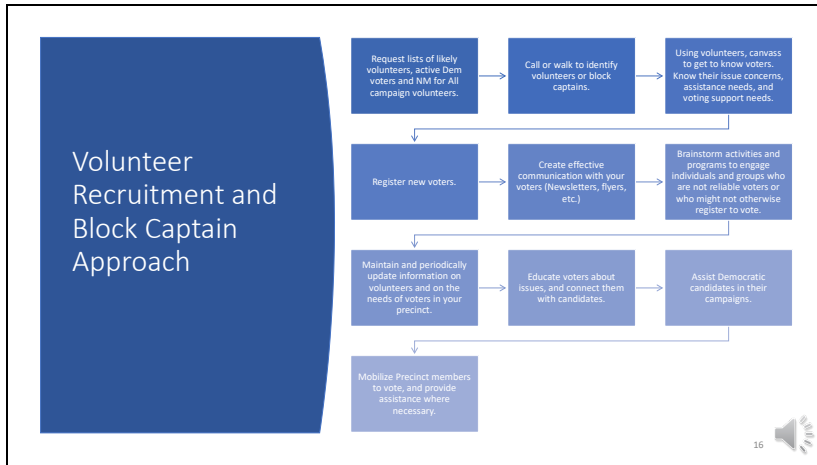 Volunteer
Recruitment and
Block Captain
Approach
Request lists of likely
volunteers, active Dem
voters and NM for All
campaign volunteers.
Call or walk to identify
volunteers or block
captains.
Using volunteers, canvass
to get to know voters.
Know their issue concerns,
assistance needs, and
voting support needs.
Register new voters.
Create effective
communication with your
voters (Newsletters, flyers,
etc.)
Brainstorm activities and
programs to engage
individuals and groups who
are not reliable voters or
who might not otherwise
register to vote.
Maintain and periodically
update information on
volunteers and on the
needs of voters in your
precinct.
Educate voters about
issues, and connect them
with candidates.
Assist Democratic
candidates in their
campaigns.
Mobilize Precinct members
to vote, and provide
assistance where
necessary.
16